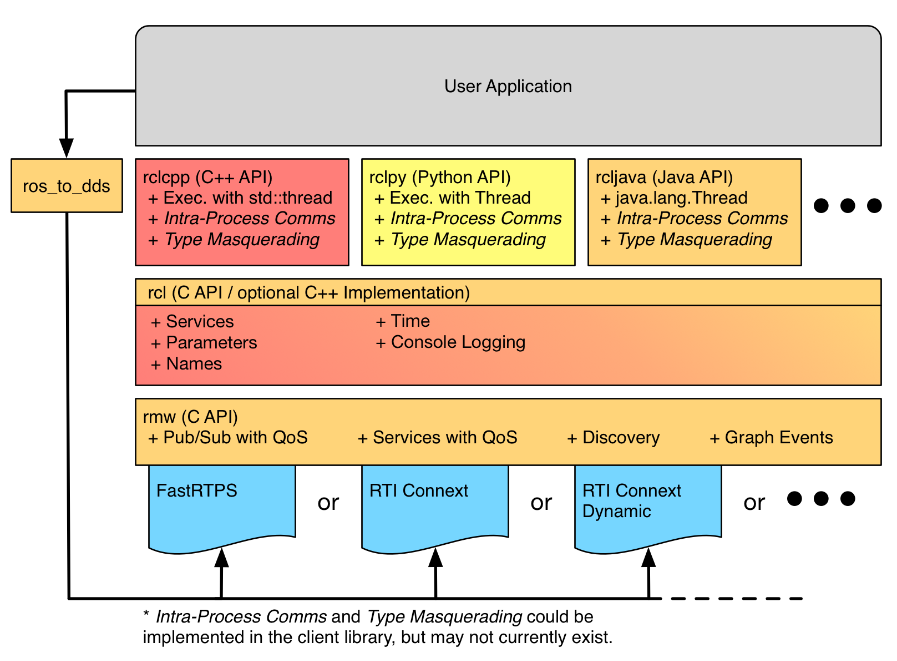 User Application
ros_to_dds
rclcpp (C++ API)
+ Exec. with std::thread
+ Intra-Process Comms
+ Type Masquerading
rclpy (Python API)
+ Exec. with Thread
+ Intra-Process Comms
+ Type Masquerading
rcljava (Java API)
+ java.lang.Thread
+ Intra-Process Comms
+ Type Masquerading
rcl (C API / optional C++ Implementation)
+ Services
+ Parameters
+ Names
+ Time
+ Console Logging
rmw (C API)
+ Pub/Sub with QoS
+ Services with QoS
+ Discovery
+ Graph Events
FastRTPS
or
RTI Connext
or
RTI Connext
Dynamic
or
* Intra-Process Comms and Type Masquerading could be
implemented in the client library, but may not currently exist.